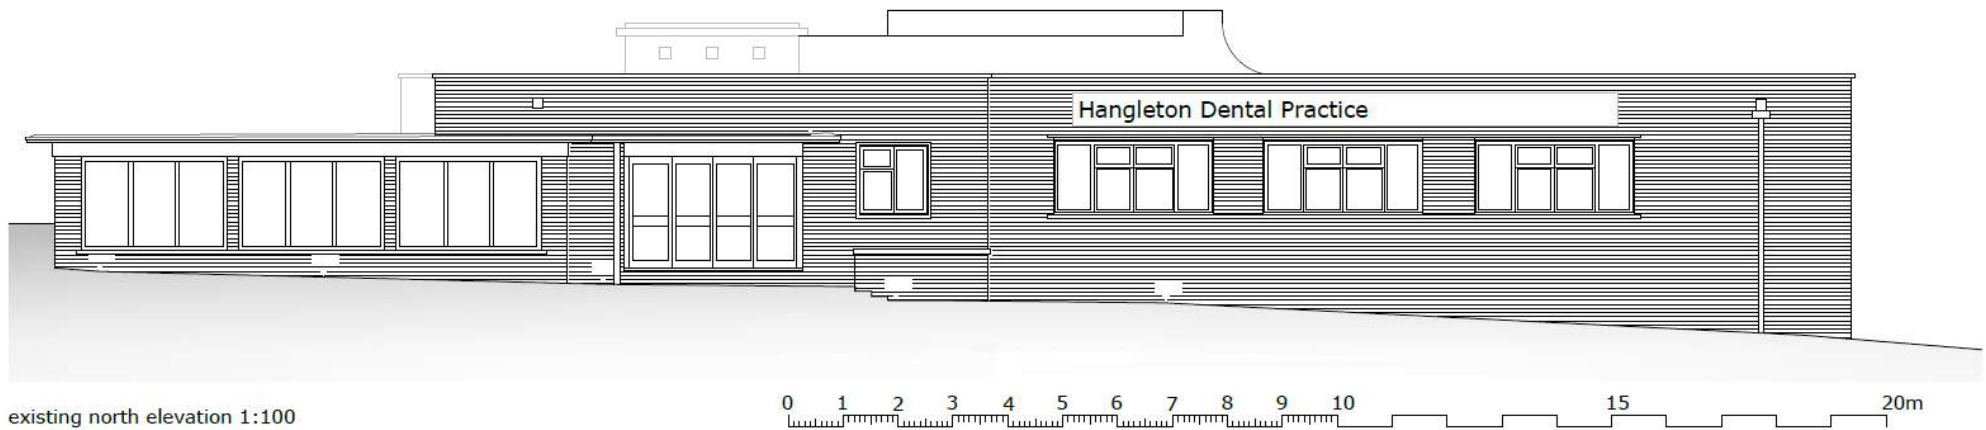 Hangleton Dental Practice
existing north elevation 1:100
0 1 2 3 4 5 6 7 8 9 10 15 20m